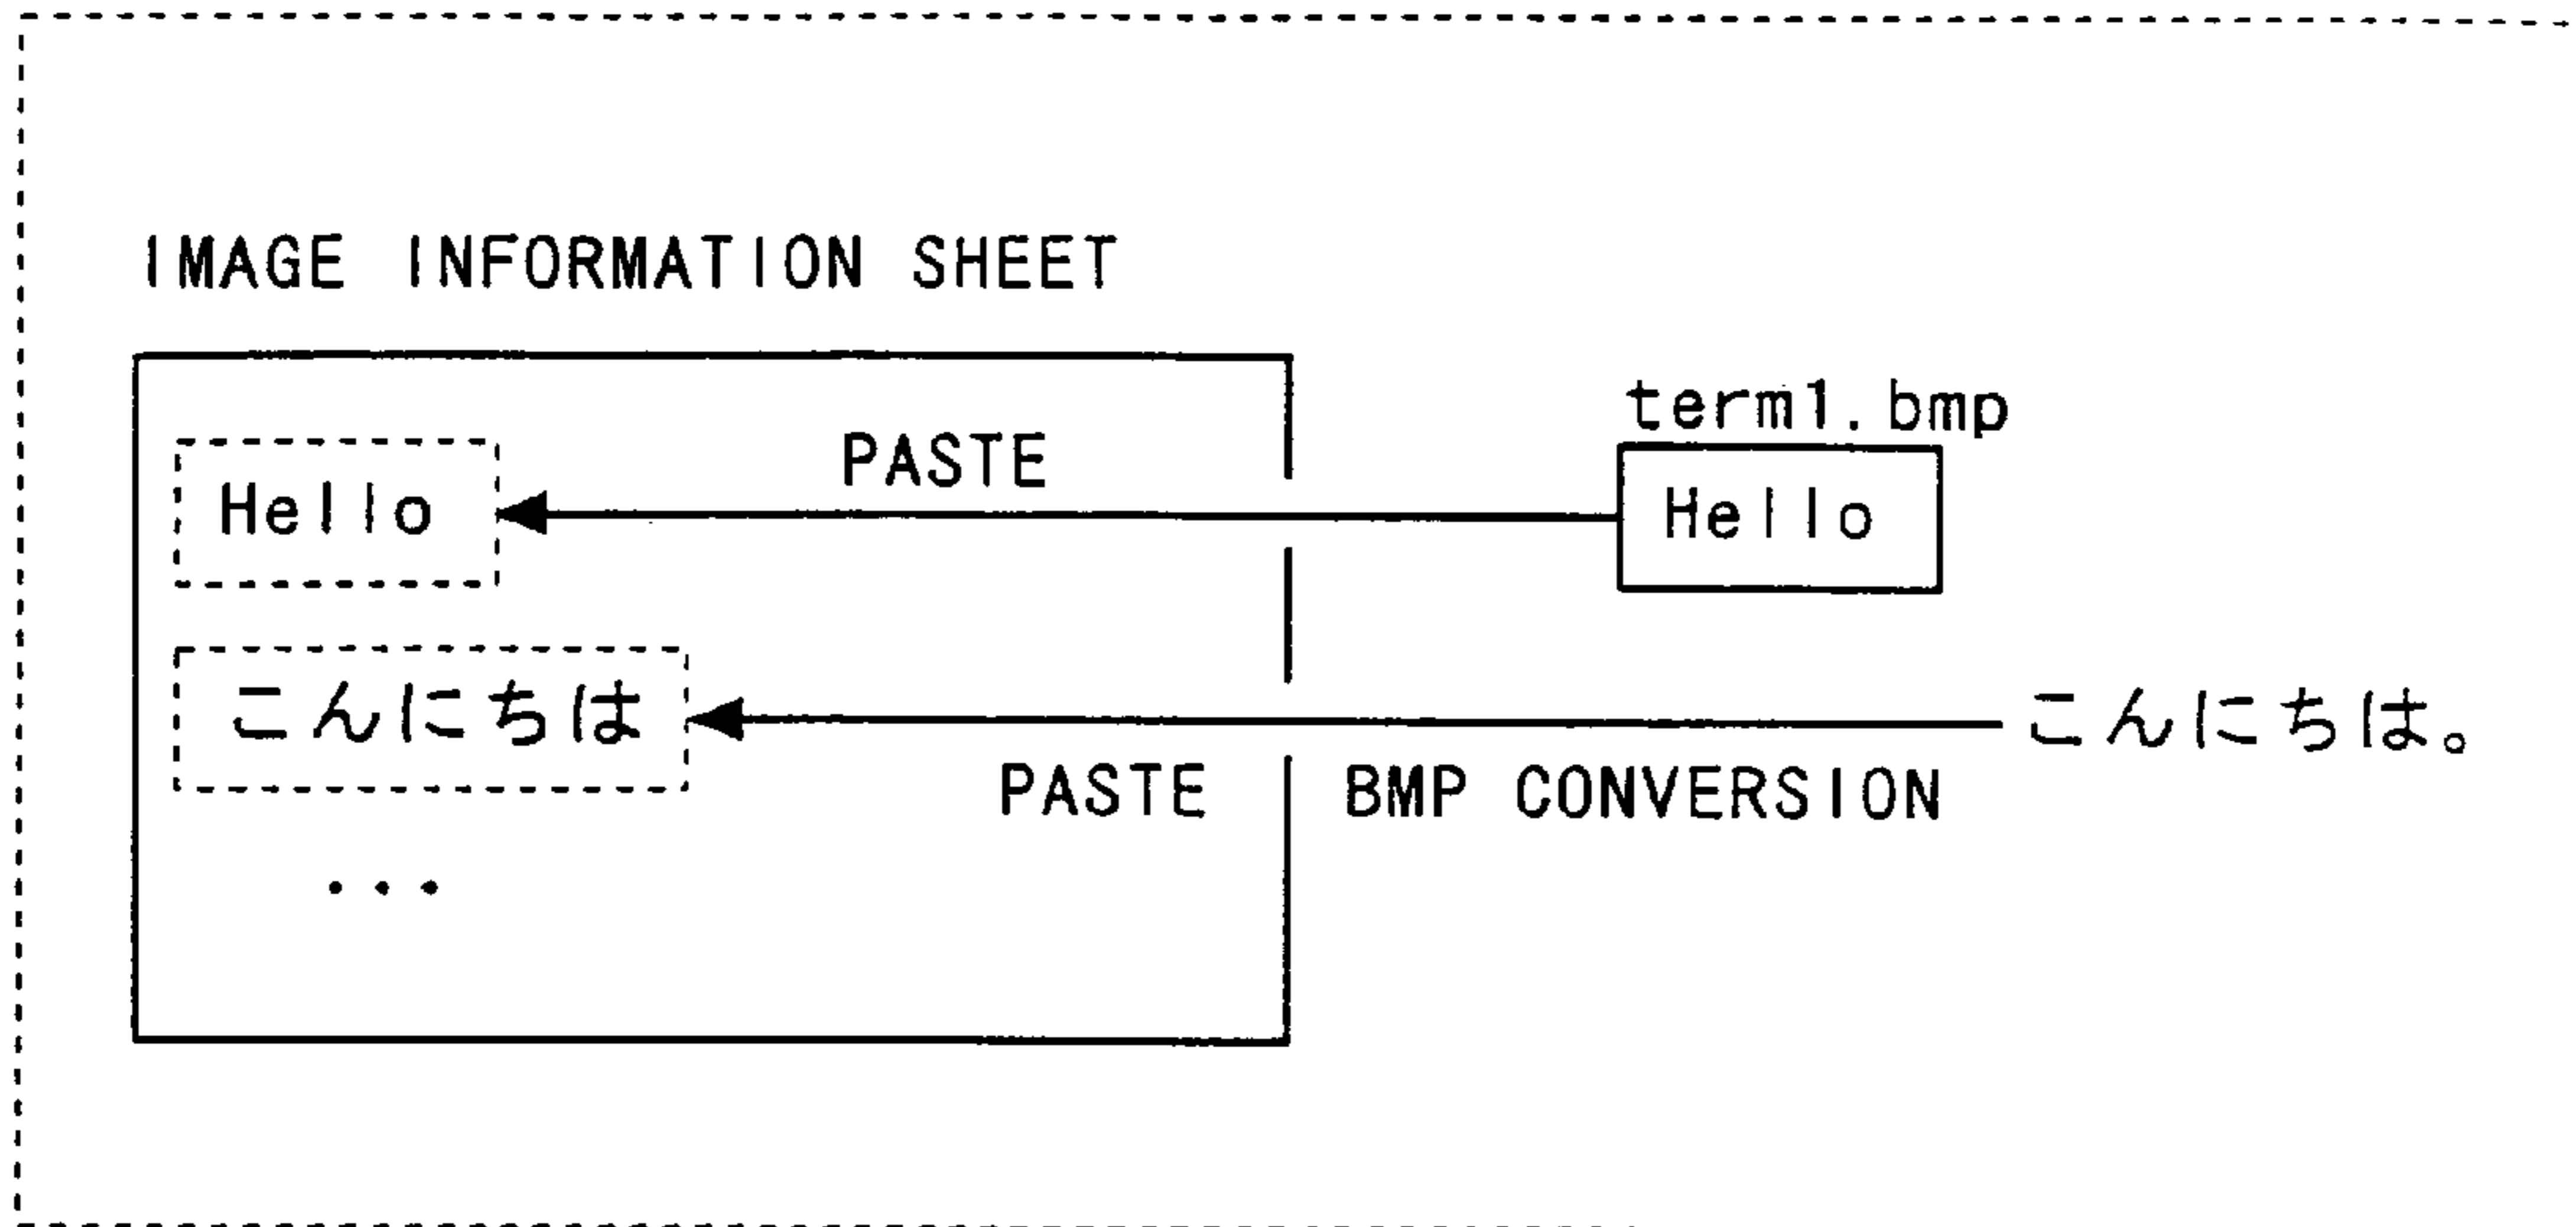 IMAGE INFORMATION SHEET
term1.bmp
Hello
PASTE
Hello
こんにちは
こんにちは。
PASTE
BMP CONVERSION
...